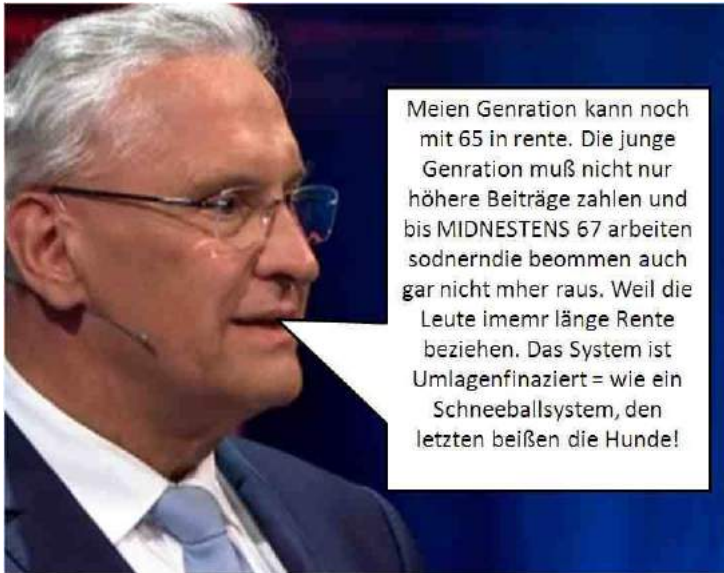 Meien Genration kann noch
mit 65 in rente. Die junge
Genration muß nicht nur
höhere Beiträge zahlen und
bis MIDNESTENS 67 arbeiten
sodnerndie beommen auch
gar nicht mher raus. Weil die
Leute imemr länge Rente
beziehen. Das System ist
Umlagenfinaziert = wie ein
Schneeballsystem, den
letzten beißen die Hunde!